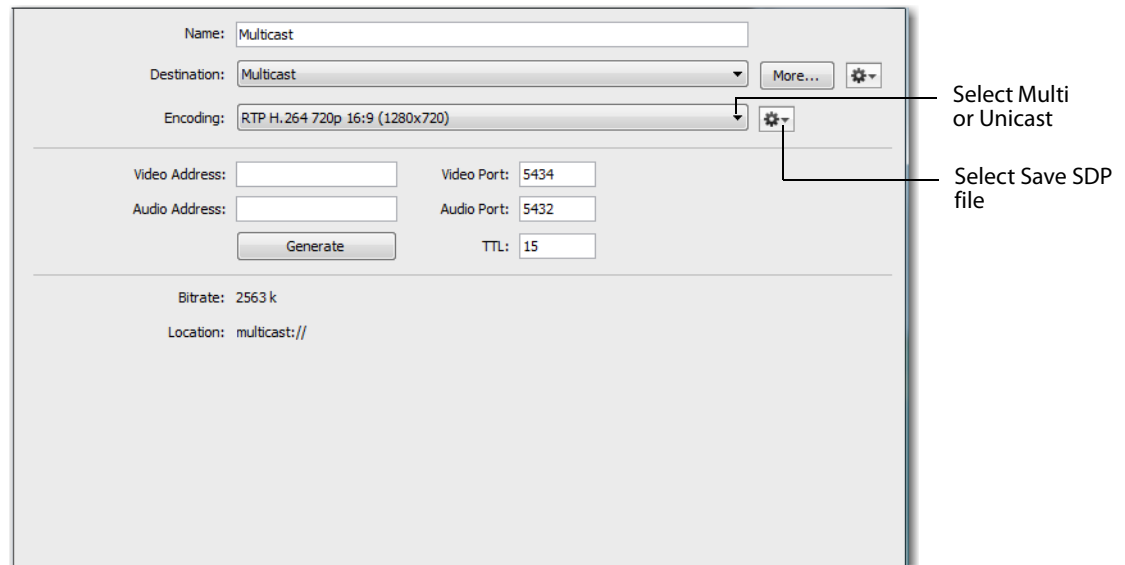 Name: Multicast
Destination: Multicast More...
Encoding: RTP H.264 720p 16:9 (1280x720)
Select Multi
or Unicast
Video Address: Video Port: 5434
Select Save SDP
file
Audio Address: Audio Port: 5432
Generate TTL: 15
Bitrate: 2563 k
Location: multicast://